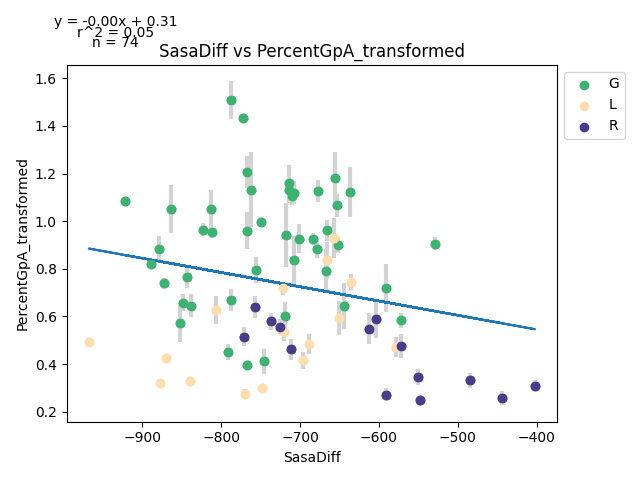 y = -0.00x + 0.31
r^2 = 0.05
n = 74
SasaDiff vs PercentGpA_transformed
1.6
1.4
1.2
1.0
0.8
0.6
0.4
0.2
PercentGpA_transformed
−900
−800
−700
−600
−500
−400
SasaDiff
G
L
R